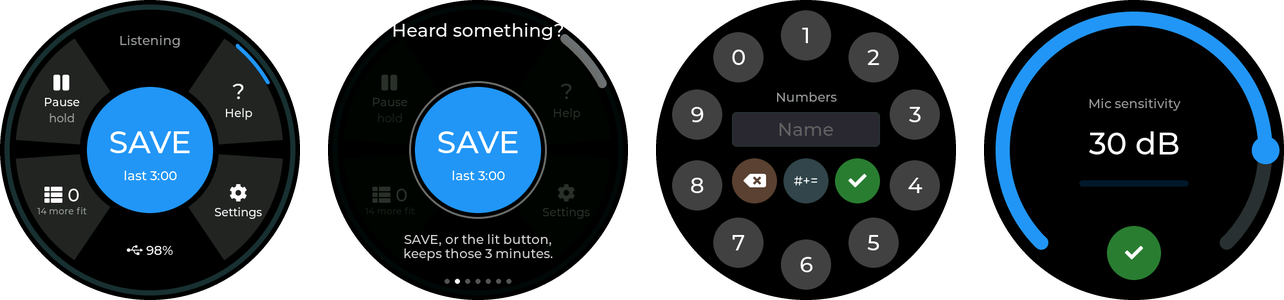 Listening
Pause
hold
?
Help
SAVE
last 3:00
0
14 more fit
Settings
98%
Heard something?
Pause
hold
?
Help
SAVE
last 3:00
0
14 more fit
Settings
SAVE, or the lit button,
keeps those 3 minutes.
1
0
2
Numbers
9
3
Name
8
#+=
4
7
5
6
Mic sensitivity
30 dB